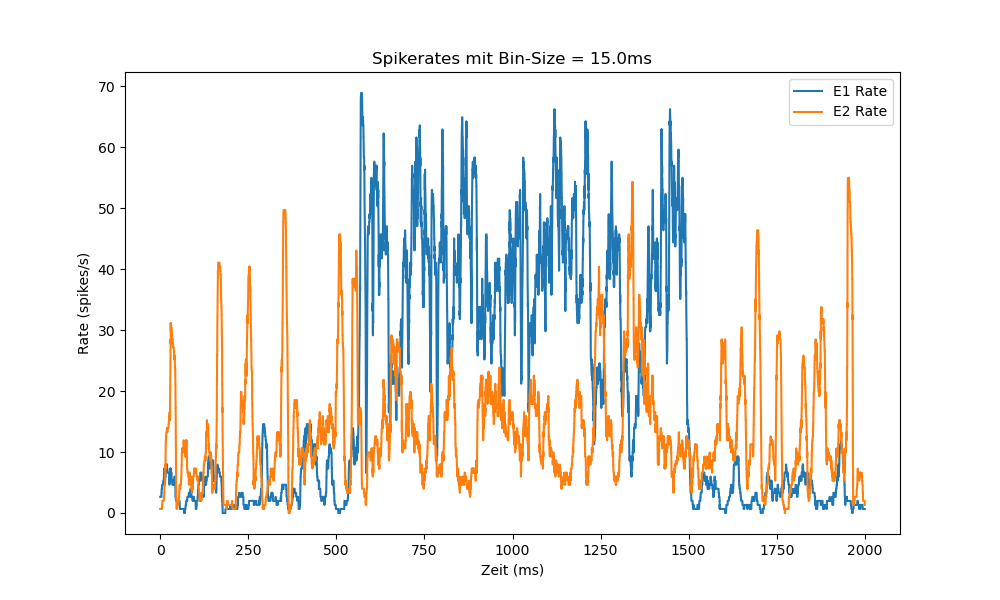 Spikerates mit Bin-Size = 15.0ms
E1 Rate
E2 Rate
Rate (spikes/s)
70
60
50
40
30
20
10
0
0 250 500 750 1000 1250 1500 1750 2000
Zeit (ms)